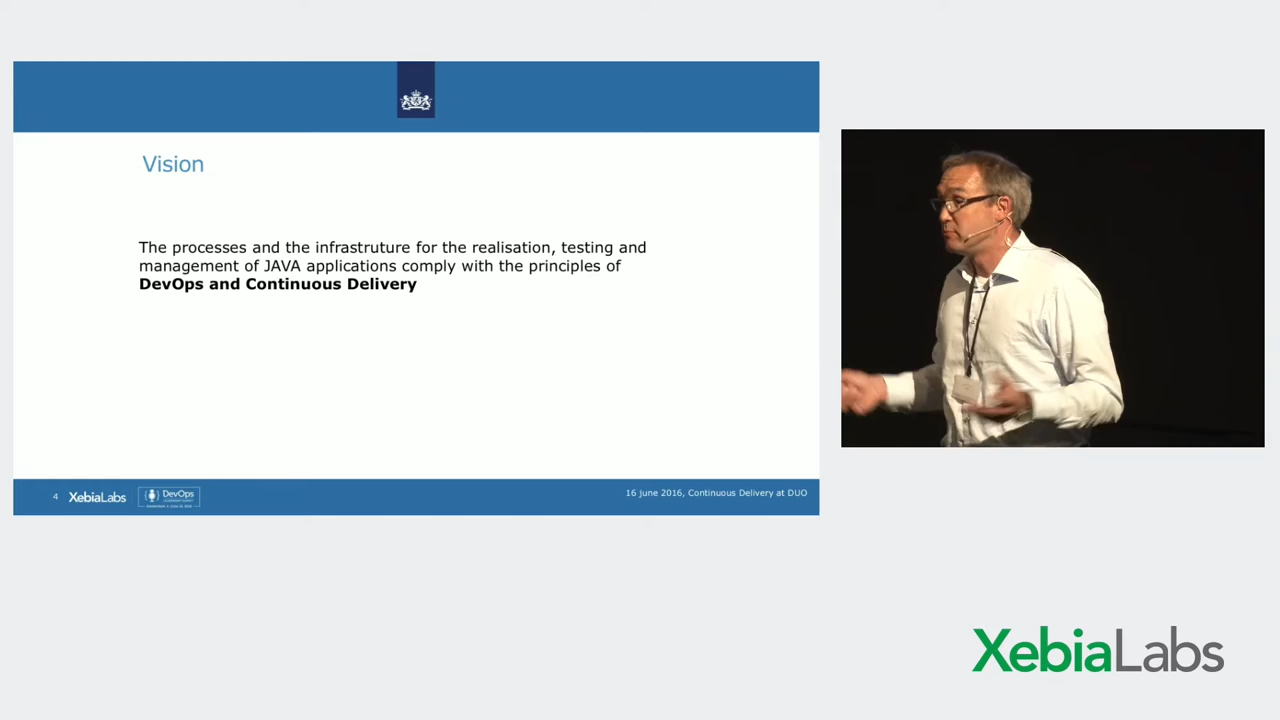 Vision
The processes and the infrastruture for the realisation, testing and
management of JAVA applications comply with the principles of
DevOps and Continuous Delivery
4 XebiaLabs DevOps
16 june 2016, Continuous Delivery at DUO
XebiaLabs